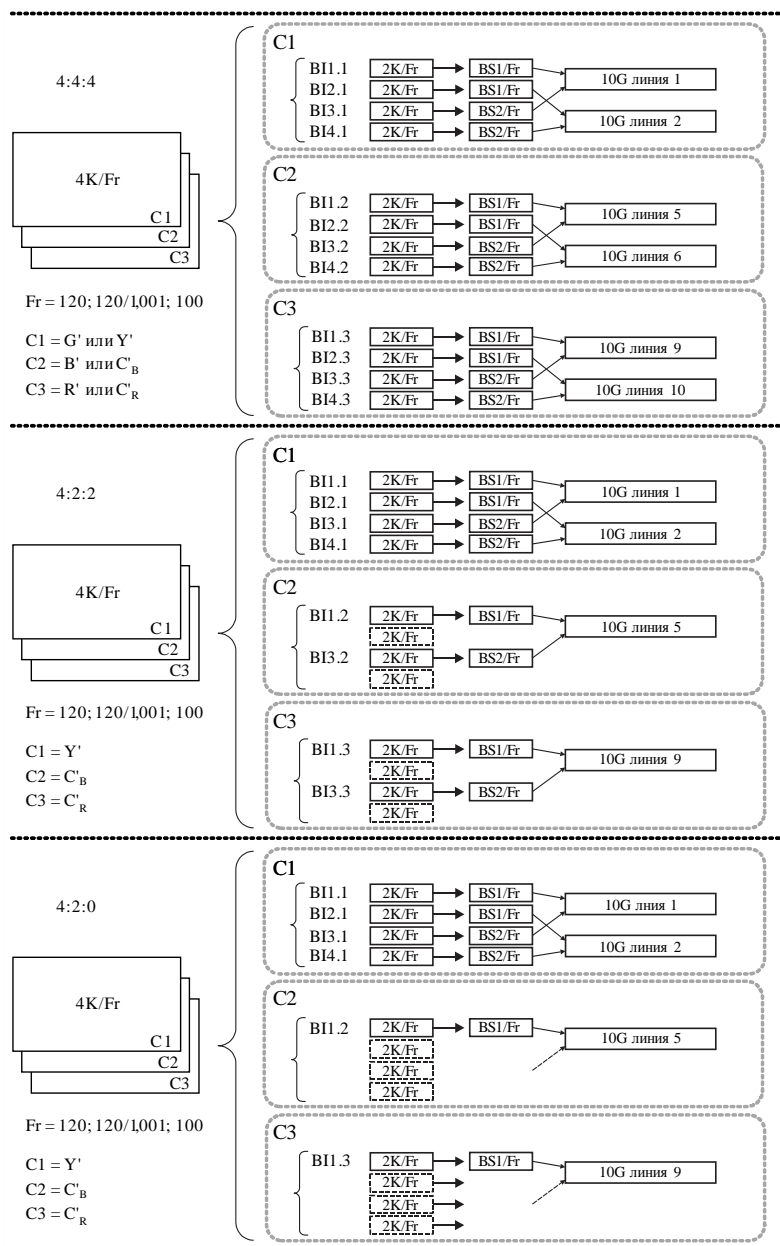 4:4:4
4K/Fr
C1
C2
C3
Fr = 120; 120/1,001; 100
C1 = G' или Y'
C2 = B' или C'B
C3 = R' или C'R
C1
BI1.1 2K/Fr BS1/Fr
BI2.1 2K/Fr BS1/Fr
BI3.1 2K/Fr BS2/Fr
BI4.1 2K/Fr BS2/Fr
10G линия 1
10G линия 2
C2
BI1.2 2K/Fr BS1/Fr
BI2.2 2K/Fr BS1/Fr
BI3.2 2K/Fr BS2/Fr
BI4.2 2K/Fr BS2/Fr
10G линия 5
10G линия 6
C3
BI1.3 2K/Fr BS1/Fr
BI2.3 2K/Fr BS1/Fr
BI3.3 2K/Fr BS2/Fr
BI4.3 2K/Fr BS2/Fr
10G линия 9
10G линия 10
4:2:2
4K/Fr
C1
C2
C3
Fr = 120; 120/1,001; 100
C1 = Y'
C2 = C'B
C3 = C'R
C1
BI1.1 2K/Fr BS1/Fr
BI2.1 2K/Fr BS1/Fr
BI3.1 2K/Fr BS2/Fr
BI4.1 2K/Fr BS2/Fr
10G линия 1
10G линия 2
C2
BI1.2 2K/Fr BS1/Fr
2K/Fr
BI3.2 2K/Fr BS2/Fr
2K/Fr
10G линия 5
C3
BI1.3 2K/Fr BS1/Fr
2K/Fr
BI3.3 2K/Fr BS2/Fr
2K/Fr
10G линия 9
4:2:0
4K/Fr
C1
C2
C3
Fr = 120; 120/1,001; 100
C1 = Y'
C2 = C'B
C3 = C'R
C1
BI1.1 2K/Fr BS1/Fr
BI2.1 2K/Fr BS1/Fr
BI3.1 2K/Fr BS2/Fr
BI4.1 2K/Fr BS2/Fr
10G лния 1
10G линия 2
C2
BI1.2 2K/Fr BS1/Fr
2K/Fr
2K/Fr
2K/Fr
10G линия 5
C3
BI1.3 2K/Fr BS1/Fr
2K/Fr
2K/Fr
2K/Fr
10G линия 9